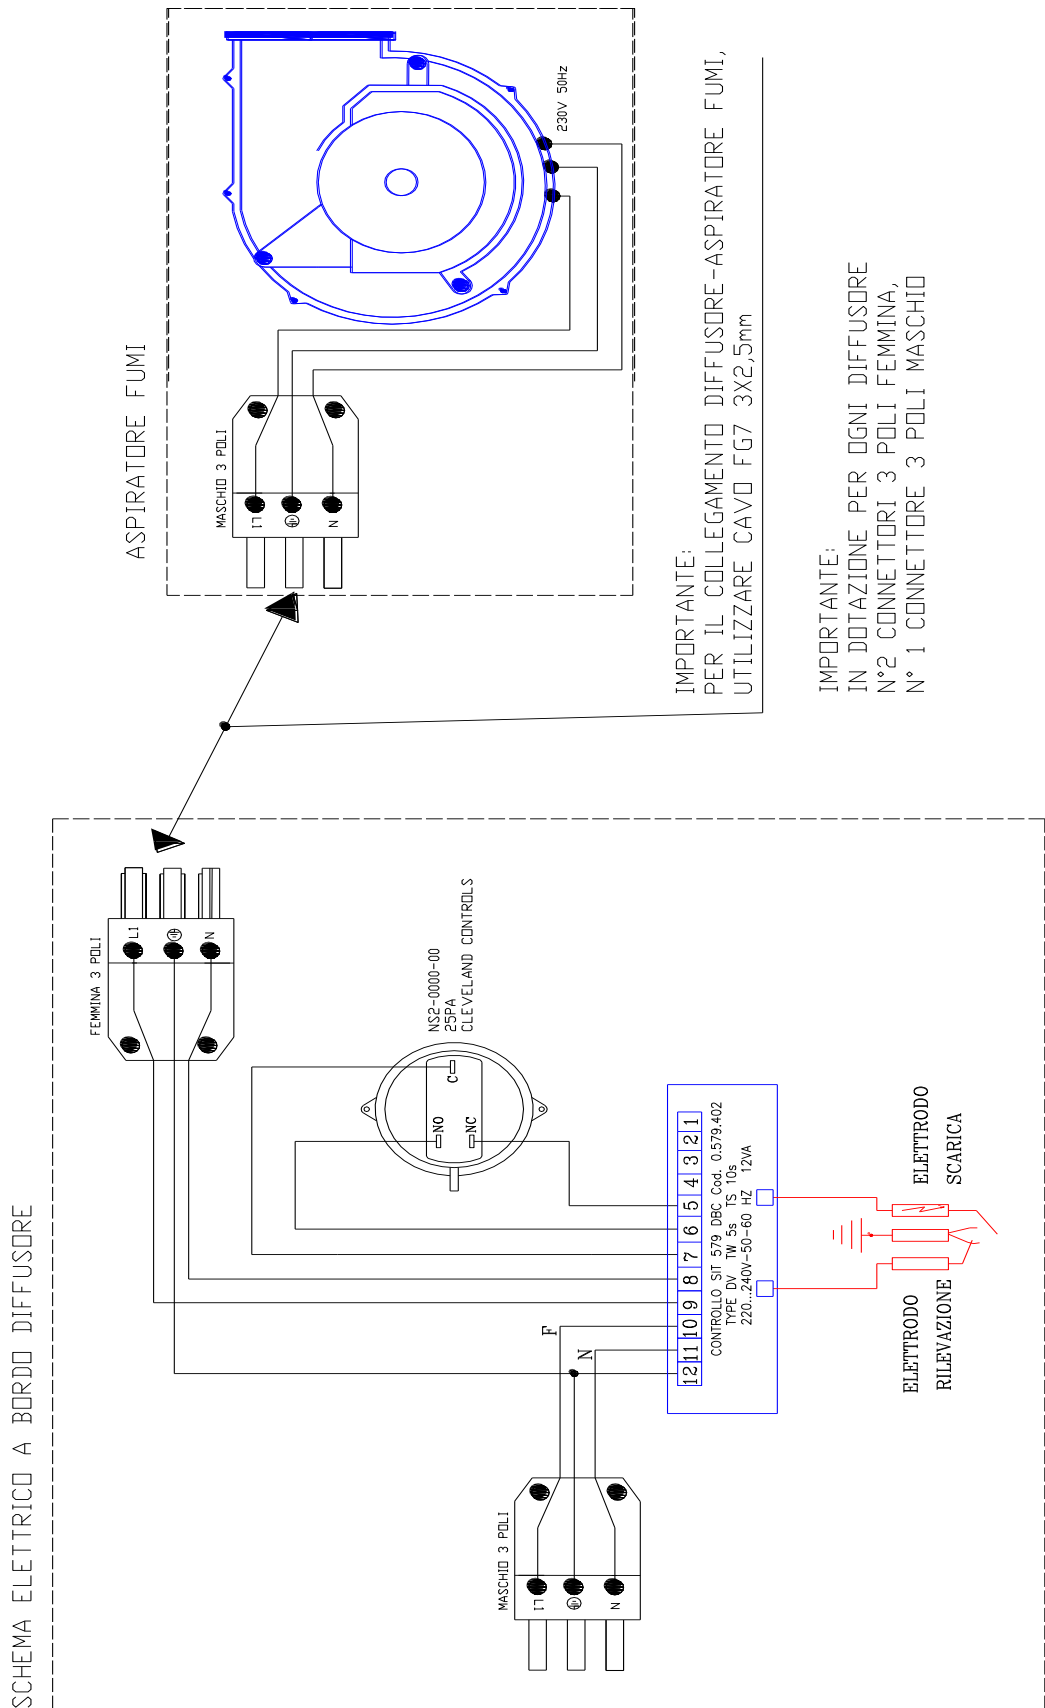 SCHEMA ELETTRICO A BORDO DIFFUSORE
FEMMINA 3 POLI
L1
N
ASPIRATORE FUMI
MASCHIO 3 POLI
L1
N
230V 50Hz
NS2-0000-00
25PA
CLEVELAND CONTROLS
C
NO
NC
MASCHIO 3 POLI
L1
N
F
N
12 11 10 9 8 7 6 5 4 3 2 1
CONTROLLO SIT 579 DBC Cod. 0.579.402
TYPE DV TW 5s TS 10s
220...240V-50-60 HZ 12VA
ELETTRODO
RILEVAZIONE
ELETTRODO
SCARICA
IMPORTANTE:
PER IL COLLEGAMENTO DIFFUSORE-ASPIRATORE FUMI,
UTILIZZARE CAVO FG7 3X2,5mm
IMPORTANTE:
IN DOTAZIONE PER OGNI DIFFUSORE
N°2 CONNETTORI 3 POLI FEMMINA,
N° 1 CONNETTORE 3 POLI MASCHIO